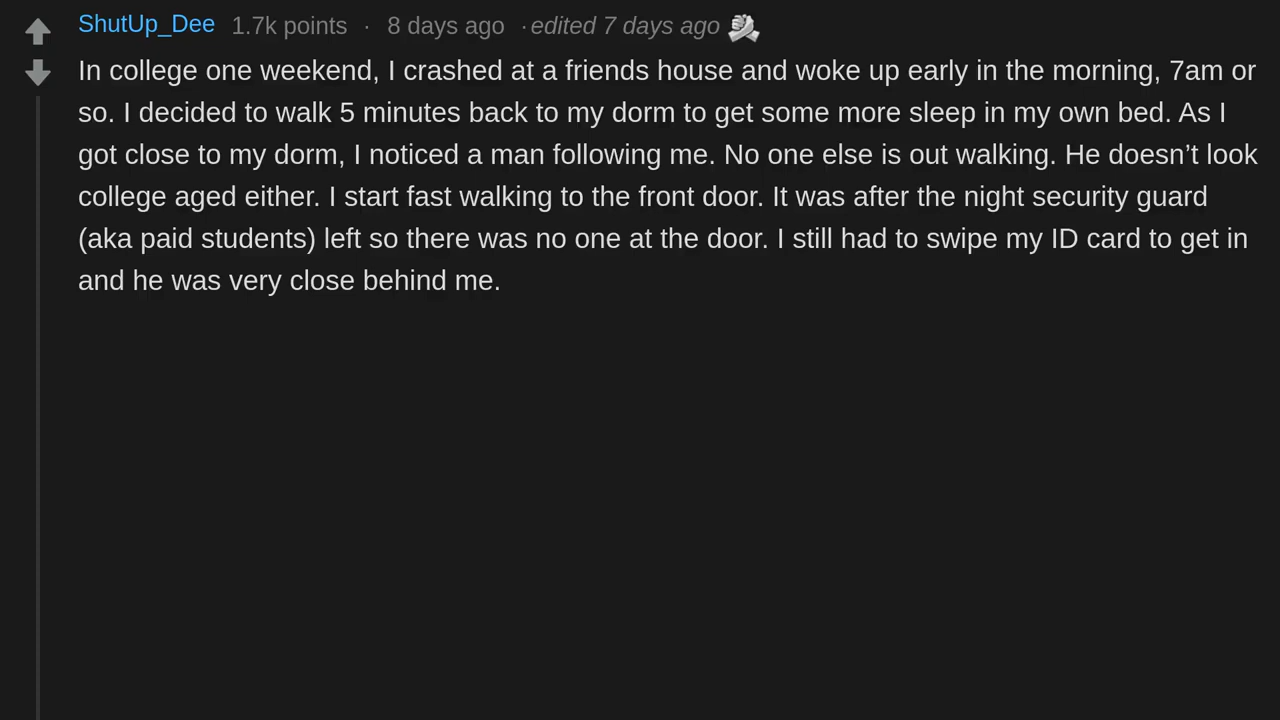 ShutUp_Dee 1.7k points · 8 days ago · edited 7 days ago
In college one weekend, I crashed at a friends house and woke up early in the morning, 7am or
so. I decided to walk 5 minutes back to my dorm to get some more sleep in my own bed. As I
got close to my dorm, I noticed a man following me. No one else is out walking. He doesn’t look
college aged either. I start fast walking to the front door. It was after the night security guard
(aka paid students) left so there was no one at the door. I still had to swipe my ID card to get in
and he was very close behind me.